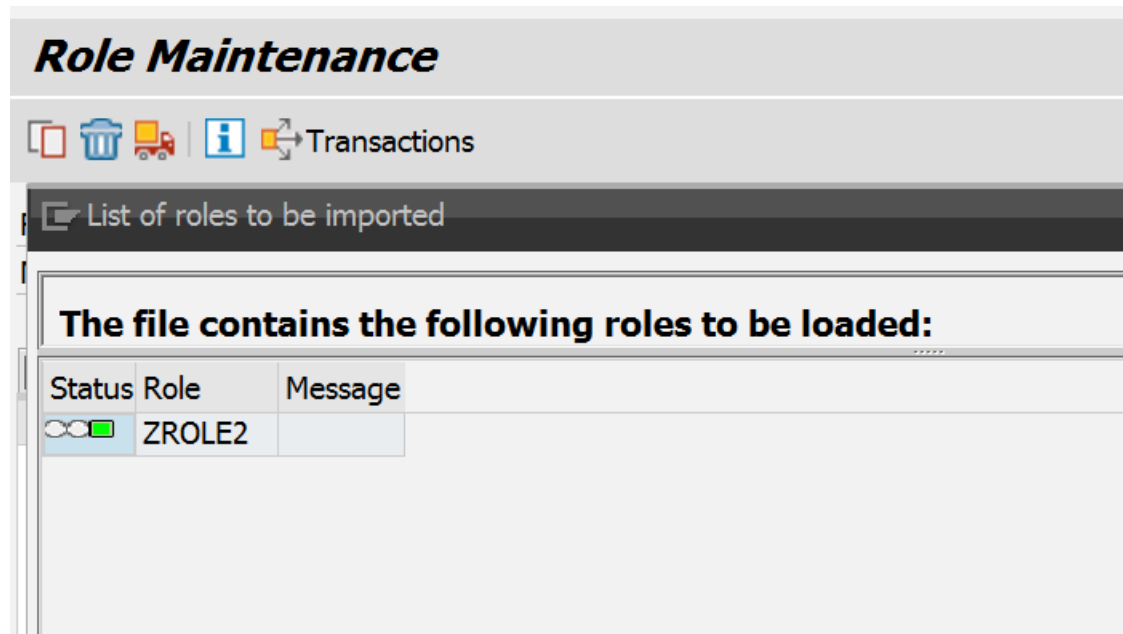 Role Maintenance
Transactions
List of roles to be imported
The file contains the following roles to be loaded:
Status Role Message
ZROLE2